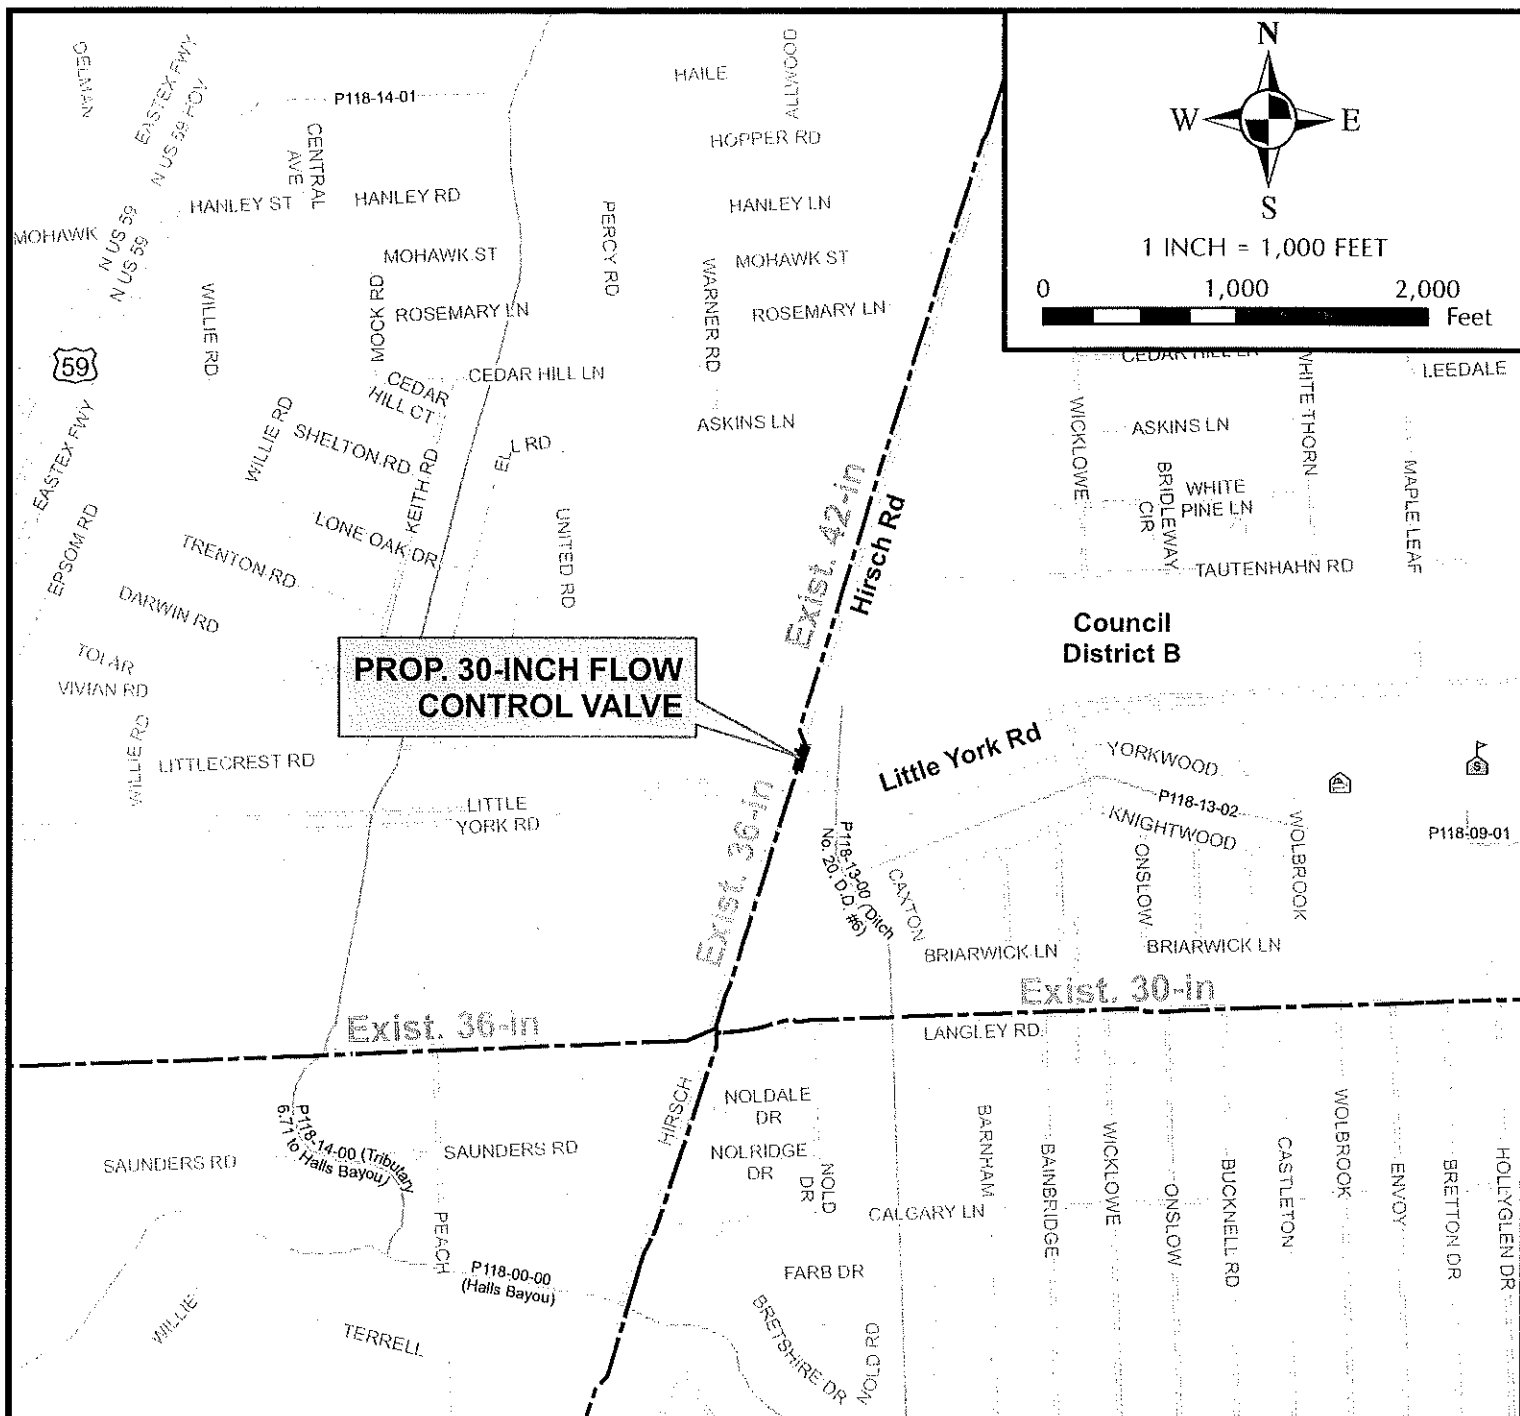 N
W
E
S
1 INCH = 1,000 FEET
0
1,000
2,000
Feet
DELMAN
EASTEX FWY
N US 59 HOV
P118-14-01
CENTRAL
AVE
HAILE
ALLWOOD
HOPPER RD
HANLEY ST
HANLEY RD
HANLEY LN
MOHAWK
N US 59
N US 59
MOHAWK ST
PERCY RD
MOHAWK ST
WILLIE RD
MOCK RD
ROSEMARY LN
WARNER RD
ROSEMARY LN
59
CEDAR HILL LN
CEDAR
HILL CT
CEDAR HILL LN
WHITE THORN
LEEDALE
EASTEX FWY
WILLIE RD
SHELTON RD
KEITH RD
ELL RD
ASKINS LN
WICKLOWE
ASKINS LN
BRIDLEWAY
CIR
WHITE
PINE LN
MAPLE LEAF
EPSOM RD
TRENTON RD
LONE OAK DR
UNITED RD
Exist. 42-in
Hirsch Rd
TAUTENHAHN RD
DARWIN RD
TOLAR
VIVIAN RD
Council
District B
PROP. 30-INCH FLOW
CONTROL VALVE
WILLIE RD
LITTLECREST RD
LITTLE
YORK RD
Little York Rd
YORKWOOD
P118-13-02
KNIGHTWOOD
WOLBROOK
P
S
P118-09-01
Exist. 36-in
P118-13-00 (Ditch
No. 20, D.D. #6)
CAXTON
ONSLOW
BRIARWICK LN
BRIARWICK LN
Exist. 36-in
Exist. 30-in
LANGLEY RD
HIRSCH
NOLDALE
DR
P118-14-00 (Tributary
6.71 to Halls Bayou)
SAUNDERS RD
SAUNDERS RD
NOLRIDGE
DR
NOLD
DR
BARNHAM
BAINBRIDGE
WICKLOWE
ONSLOW
BUCKNELL RD
CASTLETON
WOLBROOK
ENVOY
BRETTON DR
HOLLYGLEN DR
CALGARY LN
PEACH
P118-00-00
(Halls Bayou)
FARB DR
WILLIE
TERRELL
BRETSHIRE DR
NOLD RD